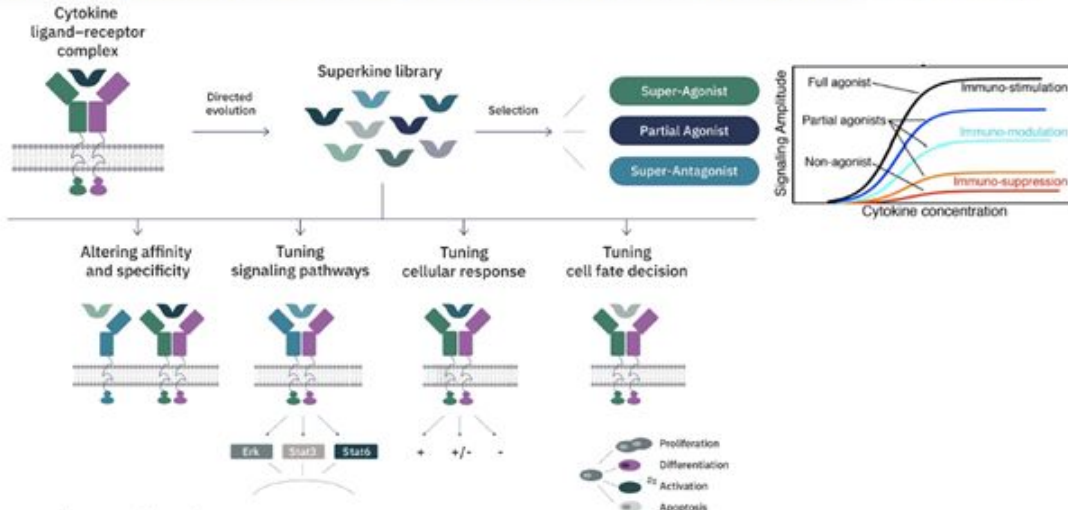 Cytokine
ligand–receptor
complex
Directed
evolution
Superkine library
Selection
Super-Agonist
Partial Agonist
Super-Antagonist
Signaling Amplitude
Full agonist
Immuno-stimulation
Partial agonists
Immuno-modulation
Non-agonist
Immuno-suppression
Cytokine concentration
Altering affinity
and specificity
Tuning
signaling pathways
Tuning
cellular response
Tuning
cell fate decision
Erk
Stat3
Stat6
+
+/-
-
Proliferation
Differentiation
Activation
Apoptosis